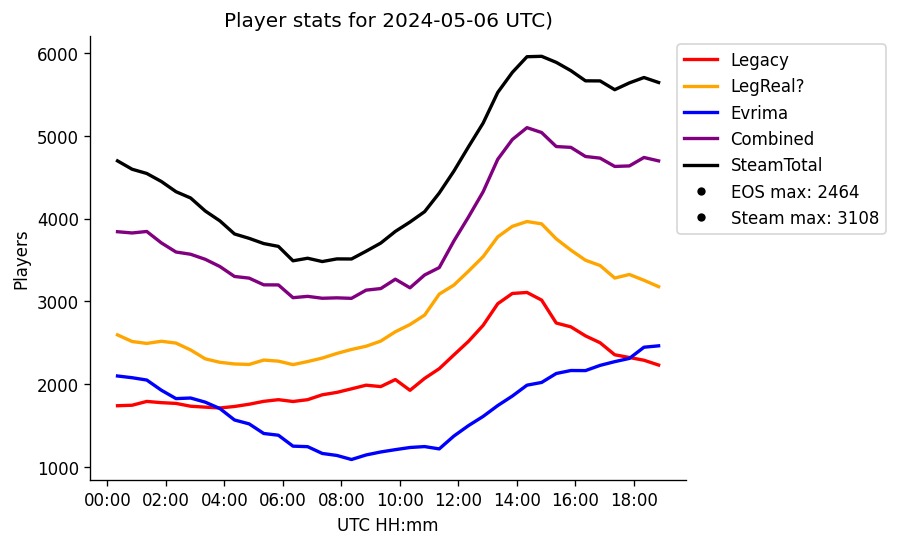 Player stats for 2024-05-06 UTC)
Legacy
LegReal?
Evrima
Combined
SteamTotal
EOS max: 2464
Steam max: 3108
Players
6000
5000
4000
3000
2000
1000
00:00 02:00 04:00 06:00 08:00 10:00 12:00 14:00 16:00 18:00
UTC HH:mm